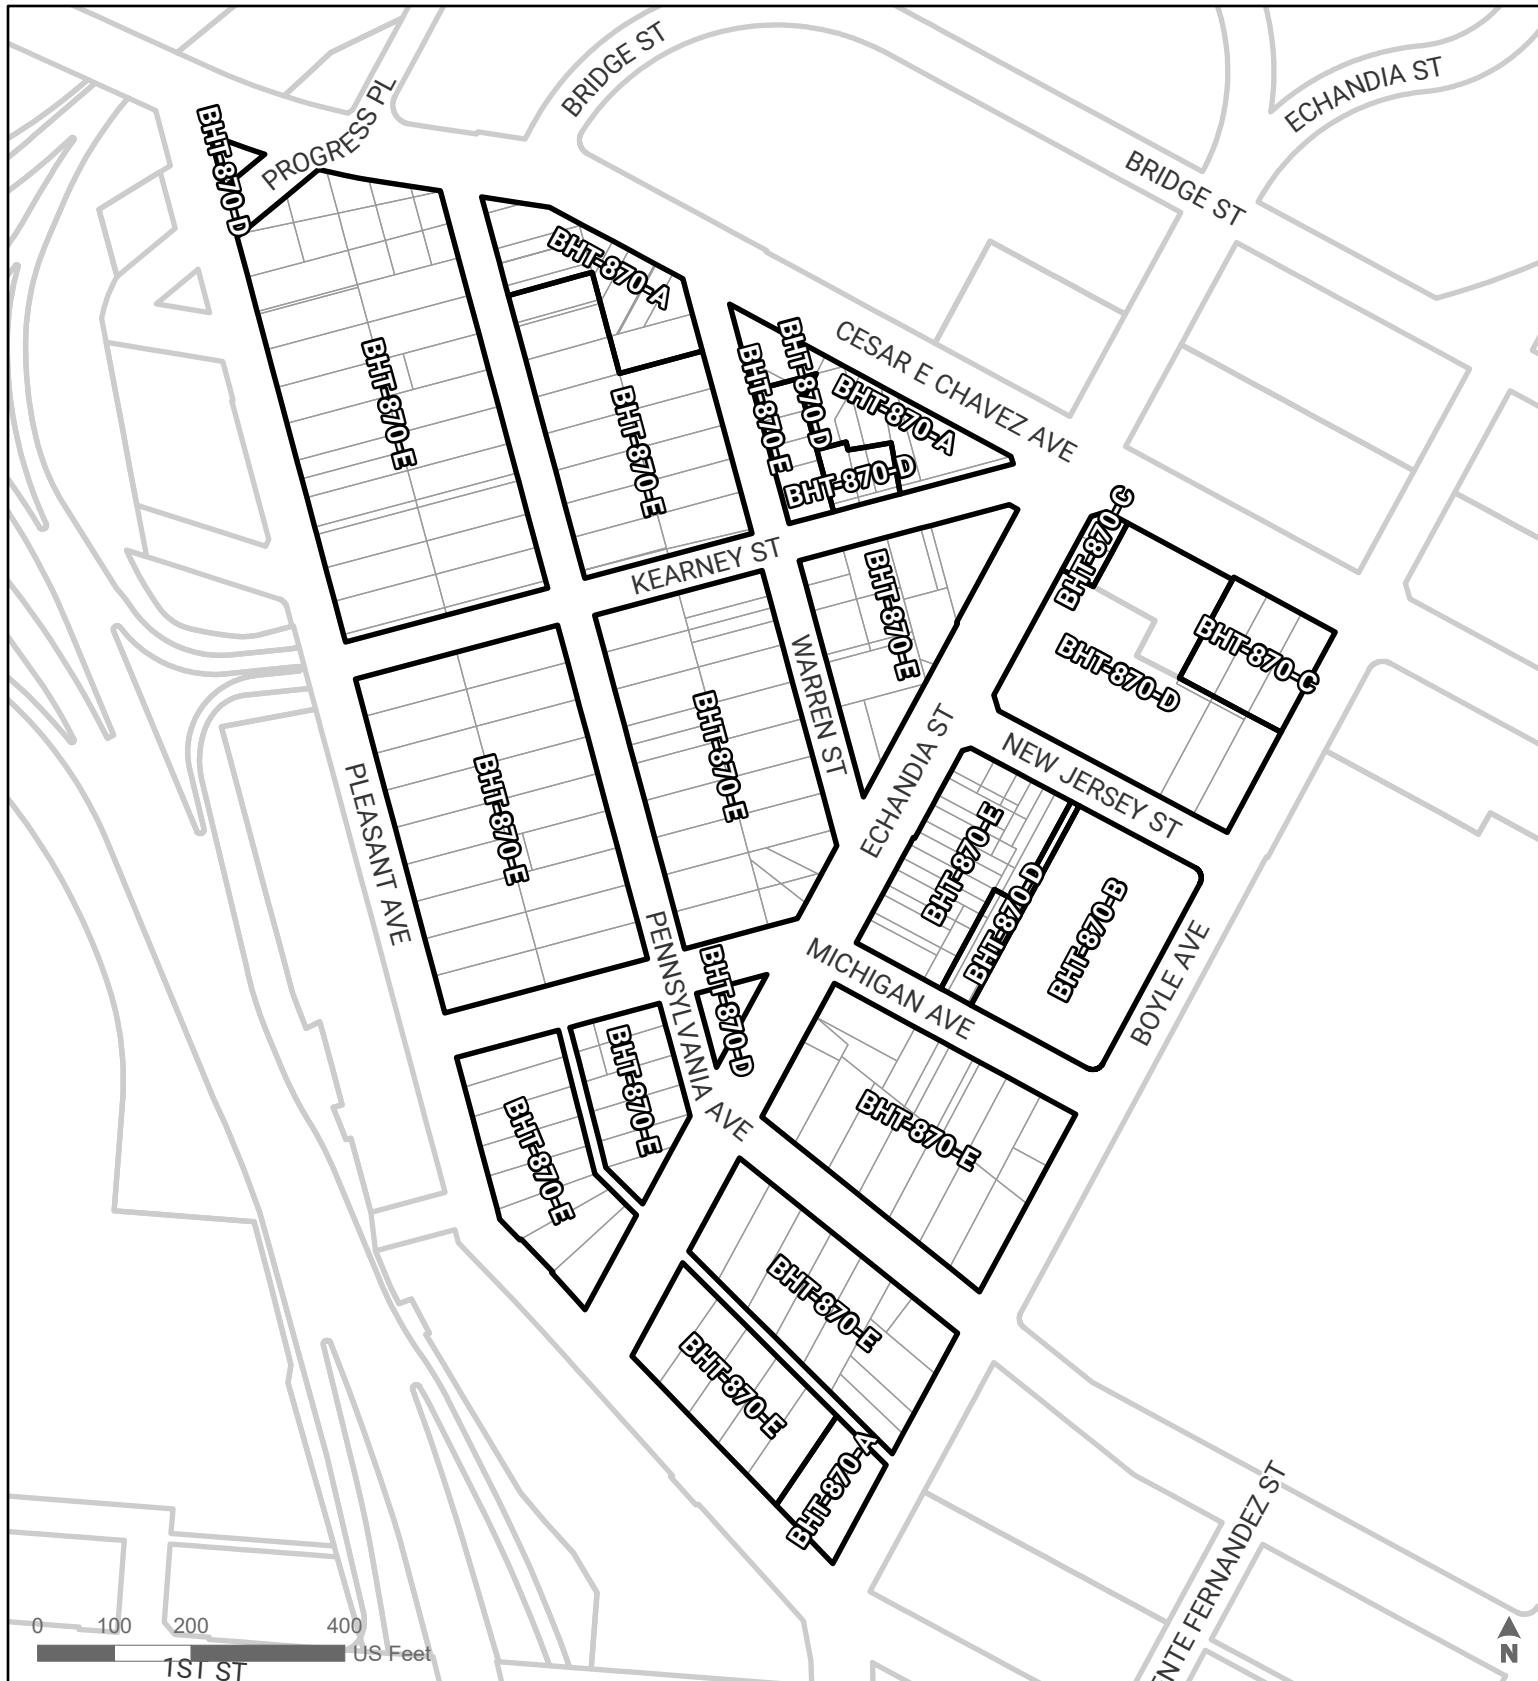 BRIDGE ST
ECHANDIA ST
PROGRESS PL
BHT-870-D
BRIDGE ST
BHT-870-A
BHT-870-E
BHT-870-E
BHT-870-E
BHT-870-D
CESAR E CHAVEZ AVE
BHT-870-A
BHT-870-D
BHT-870-C
KEARNEY ST
BHT-870-E
BHT-870-C
BHT-870-D
WARREN ST
BHT-870-E
BHT-870-E
ECHANDIA ST
NEW JERSEY ST
PLEASANT AVE
BHT-870-E
BHT-870-D
BHT-870-B
PENNSYLVANIA AVE
BHT-870-D
MICHIGAN AVE
BOYLE AVE
BHT-870-E
BHT-870-E
BHT-870-E
BHT-870-E
BHT-870-E
BHT-870-A
ENTE FERNANDEZ ST
0 100 200 400
US Feet
1ST ST
N